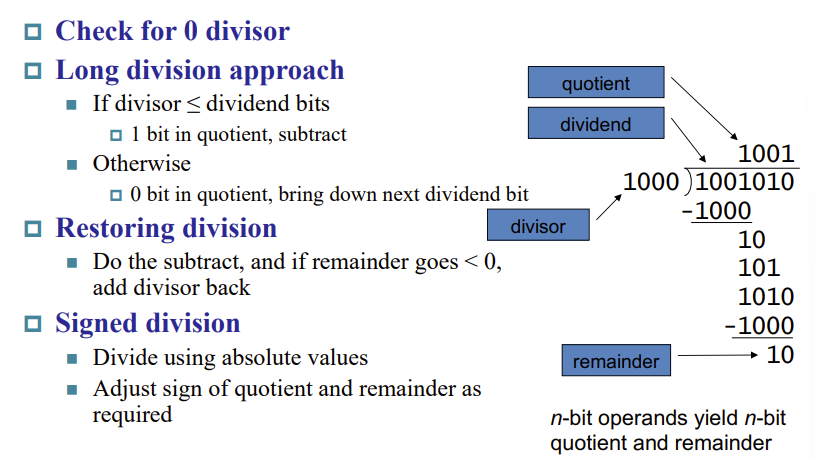 Check for 0 divisor
Long division approach
If divisor ≤ dividend bits
1 bit in quotient, subtract
Otherwise
0 bit in quotient, bring down next dividend bit
Restoring division
Do the subtract, and if remainder goes < 0,
add divisor back
Signed division
Divide using absolute values
Adjust sign of quotient and remainder as
required
quotient
dividend
1001
1000 )1001010
divisor
-1000
10
101
1010
-1000
remainder
10
n-bit operands yield n-bit
quotient and remainder